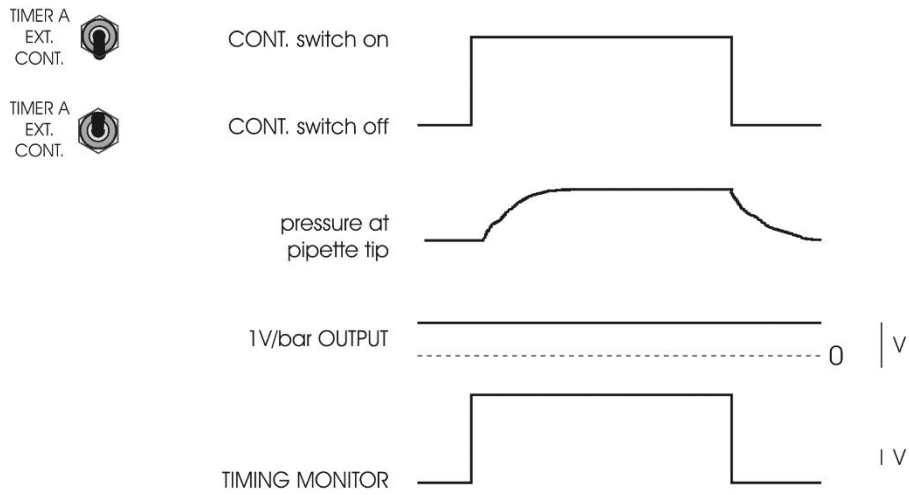 TIMER A
EXT.
CONT.
CONT. switch on
TIMER A
EXT.
CONT.
CONT. switch off
pressure at
pipette tip
1V/bar OUTPUT
0
V
TIMING MONITOR
V